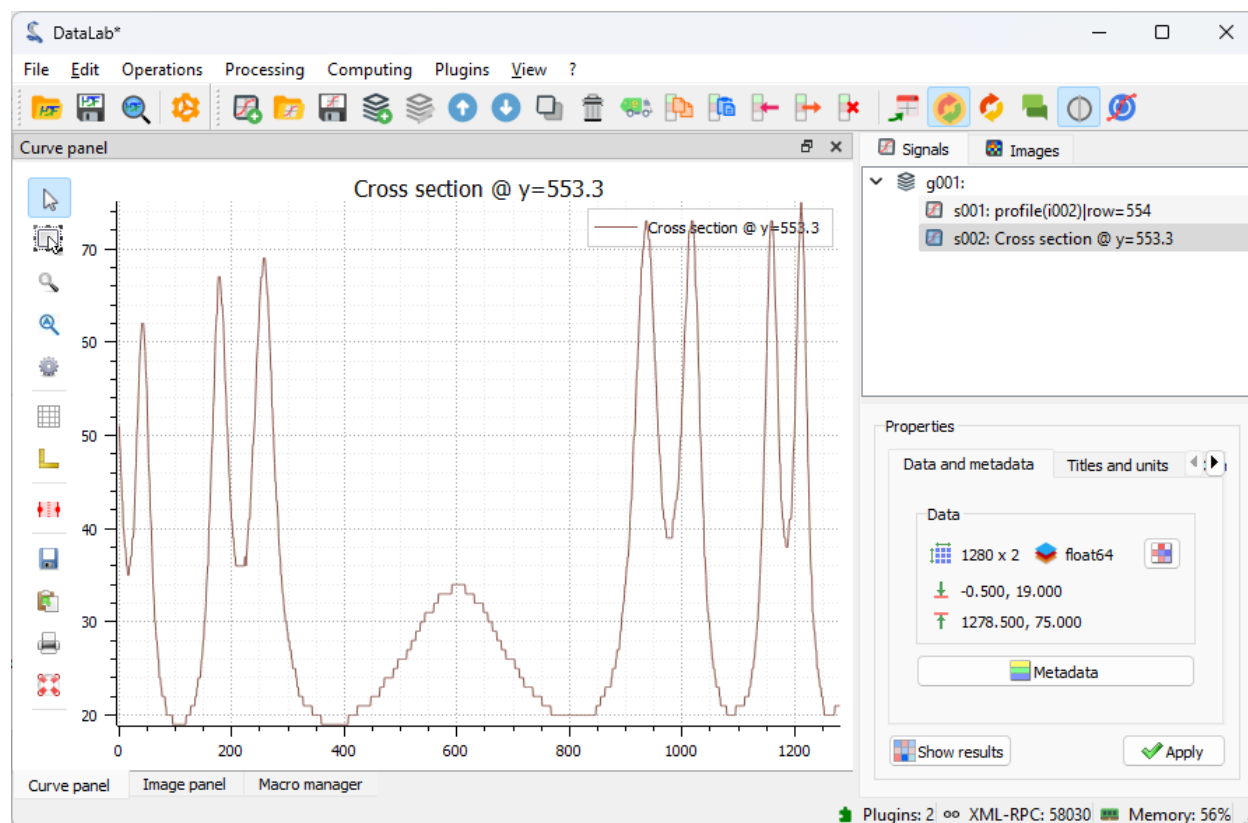 DataLab*
File Edit Operations Processing Computing Plugins View ?
Curve panel
Cross section @ y=553.3
Cross section @ y=553.3
70
60
50
40
30
20
0 200 400 600 800 1000 1200
Curve panel Image panel Macro manager
Signals Images
g001:
s001: profile(i002)|row=554
s002: Cross section @ y=553.3
Properties
Data and metadata Titles and units
Data
1280 x 2 float64
-0.500, 19.000
1278.500, 75.000
Metadata
Show results Apply
Plugins: 2 XML-RPC: 58030 Memory: 56%